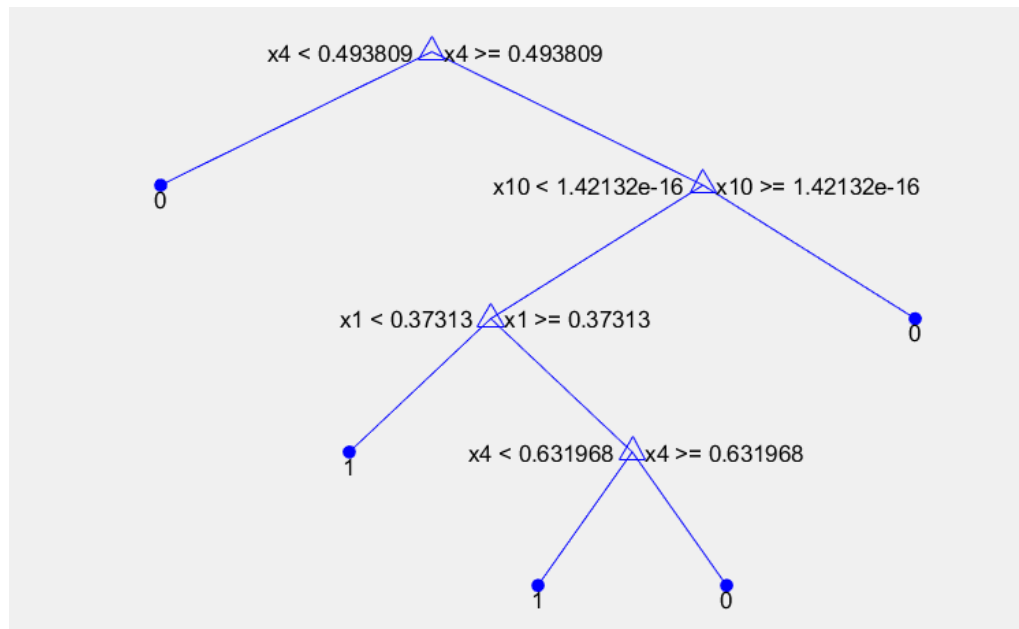 x4 < 0.493809 x4 >= 0.493809
0
x10 < 1.42132e-16 x10 >= 1.42132e-16
x1 < 0.37313 x1 >= 0.37313
0
1
x4 < 0.631968 x4 >= 0.631968
1
0